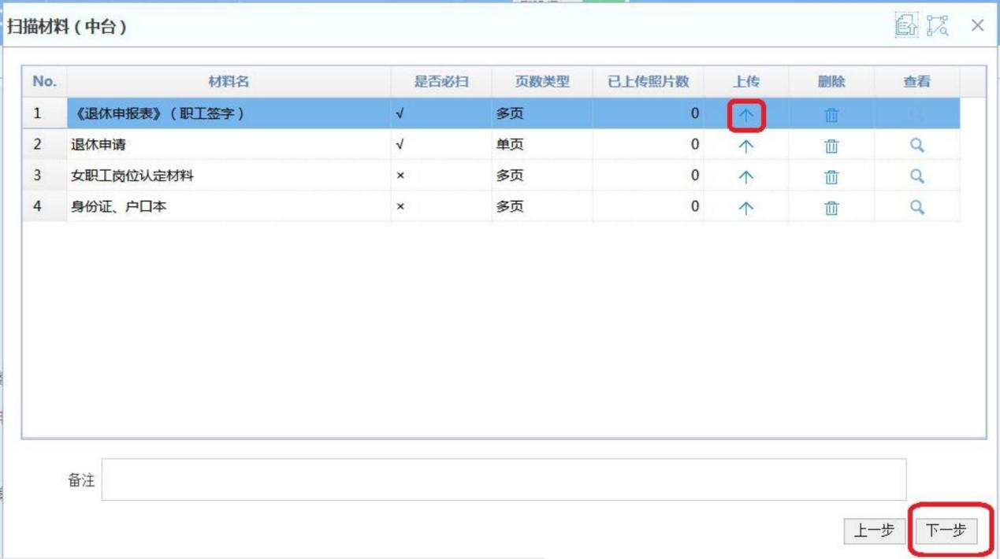 扫描材料（中台）
No. 材料名 是否必扫 页数类型 已上传照片数 上传 删除 查看
1 《退休申报表》（职工签字） √ 多页 0
2 退休申请 √ 单页 0
3 女职工岗位认定材料 × 多页 0
4 身份证、户口本 × 多页 0
备注
上一步 下一步